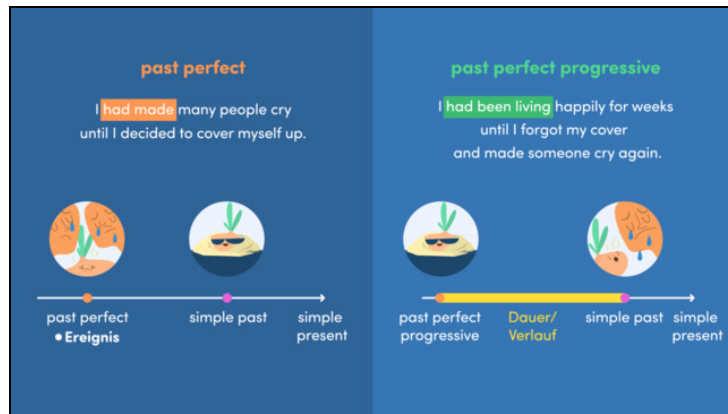 past perfect
I had made many people cry
until I decided to cover myself up.
past perfect
• Ereignis
simple past
simple
present
past perfect progressive
I had been living happily for weeks
until I forgot my cover
and made someone cry again.
past perfect
progressive
Dauer/
Verlauf
simple past
simple
present